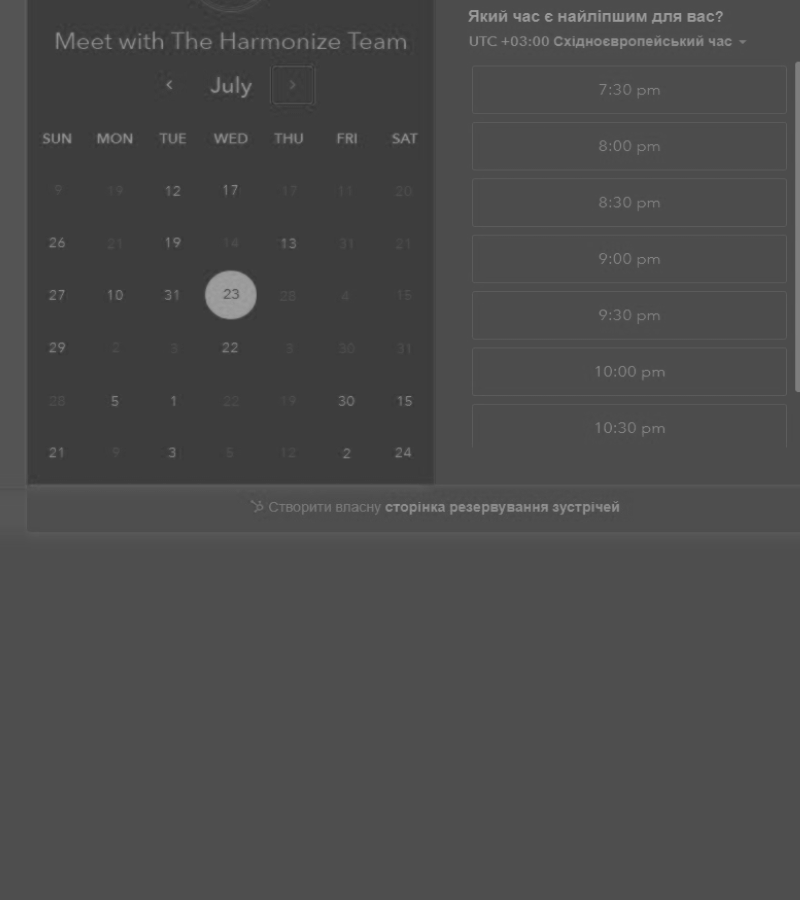 Meet with The Harmonize Team
July
SUN MON TUE WED THU FRI SAT
9 19 12 17 17 11 20
26 21 19 14 13 31 21
27 10 31 23 28 4 15
29 2 3 22 3 30 31
28 5 1 22 19 30 15
21 9 3 5 12 2 24
Який час є найліпшим для вас?
UTC +03:00 Східноєвропейський час
7:30 pm
8:00 pm
8:30 pm
9:00 pm
9:30 pm
10:00 pm
10:30 pm
Створити власну сторінка резервування зустрічей